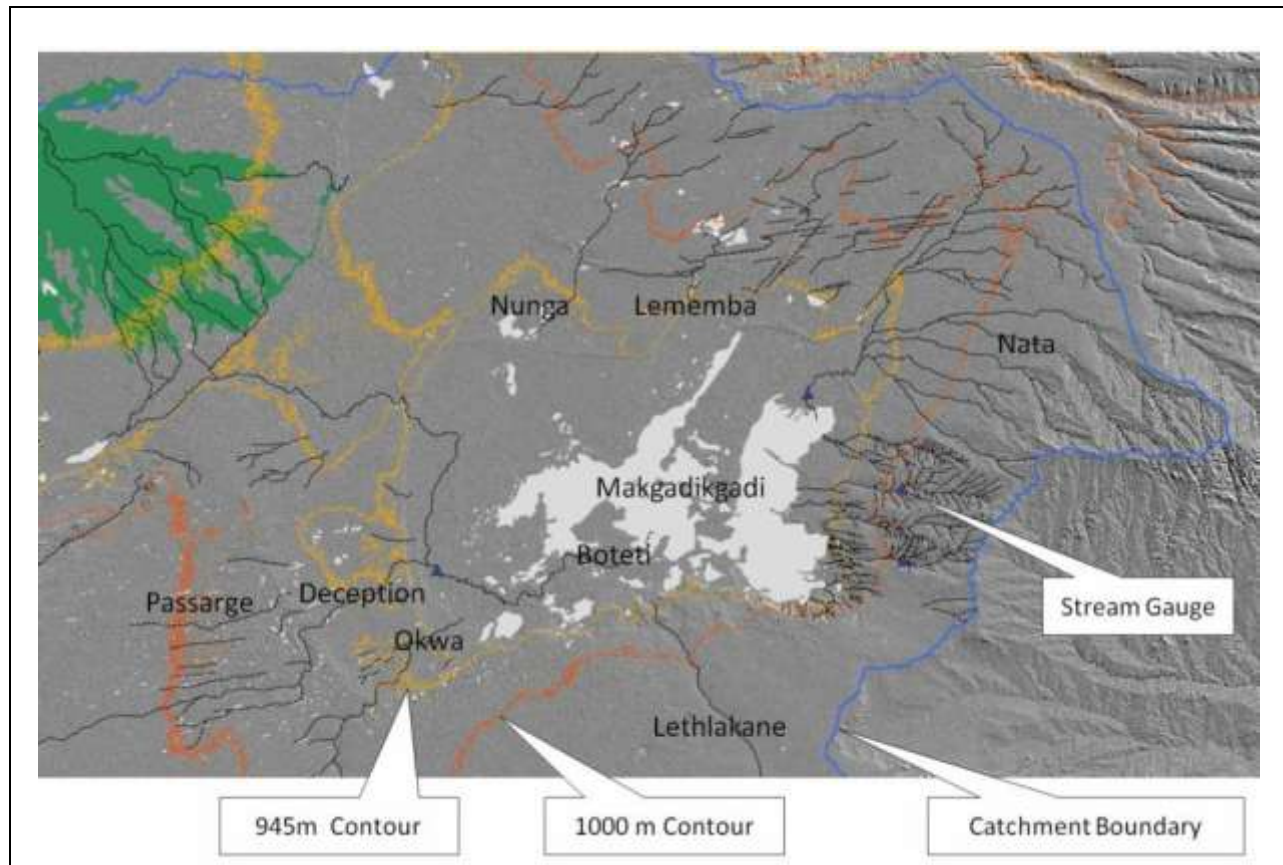 Nunga
Lememba
Nata
Makgadikgadi
Boteti
Deception
Passarge
Okwa
Stream Gauge
Lethlakane
945m Contour
1000 m Contour
Catchment Boundary